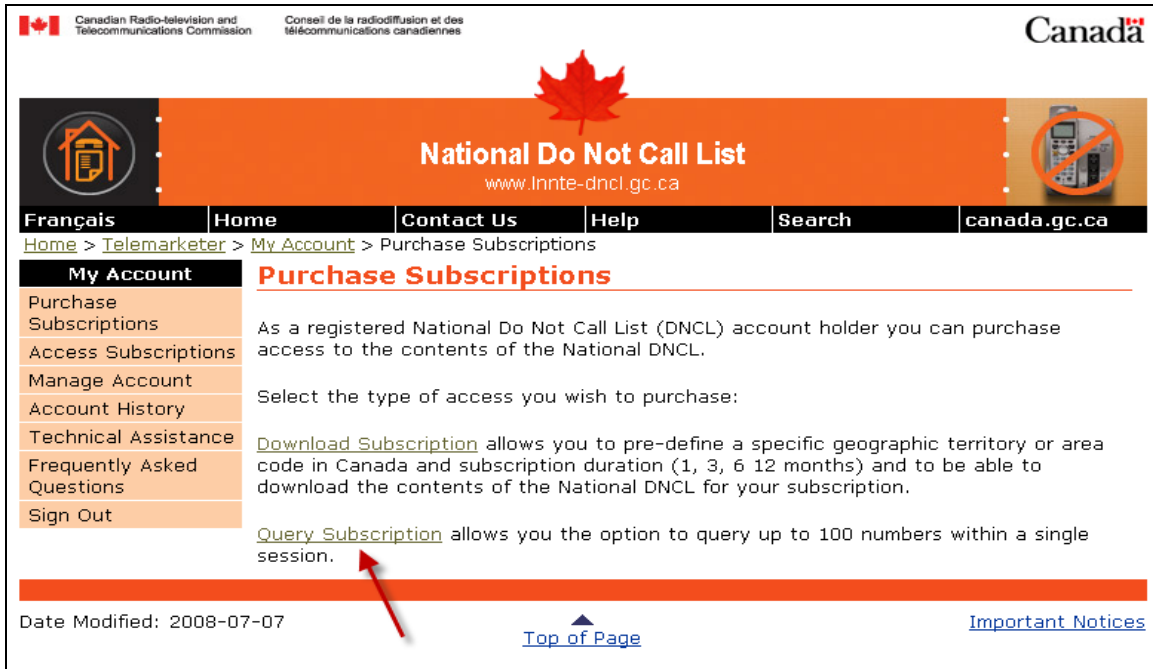 Canadian Radio-television and
Telecommunications Commission
Conseil de la radiodiffusion et des
télécommunications canadiennes
Canada
National Do Not Call List
www.lnnte-dncl.gc.ca
Français Home Contact Us Help Search canada.gc.ca
Home > Telemarketer > My Account > Purchase Subscriptions
My Account
Purchase
Subscriptions
Access Subscriptions
Manage Account
Account History
Technical Assistance
Frequently Asked
Questions
Sign Out
Purchase Subscriptions
As a registered National Do Not Call List (DNCL) account holder you can purchase
access to the contents of the National DNCL.
Select the type of access you wish to purchase:
Download Subscription allows you to pre-define a specific geographic territory or area
code in Canada and subscription duration (1, 3, 6 12 months) and to be able to
download the contents of the National DNCL for your subscription.
Query Subscription allows you the option to query up to 100 numbers within a single
session.
Date Modified: 2008-07-07
Top of Page
Important Notices